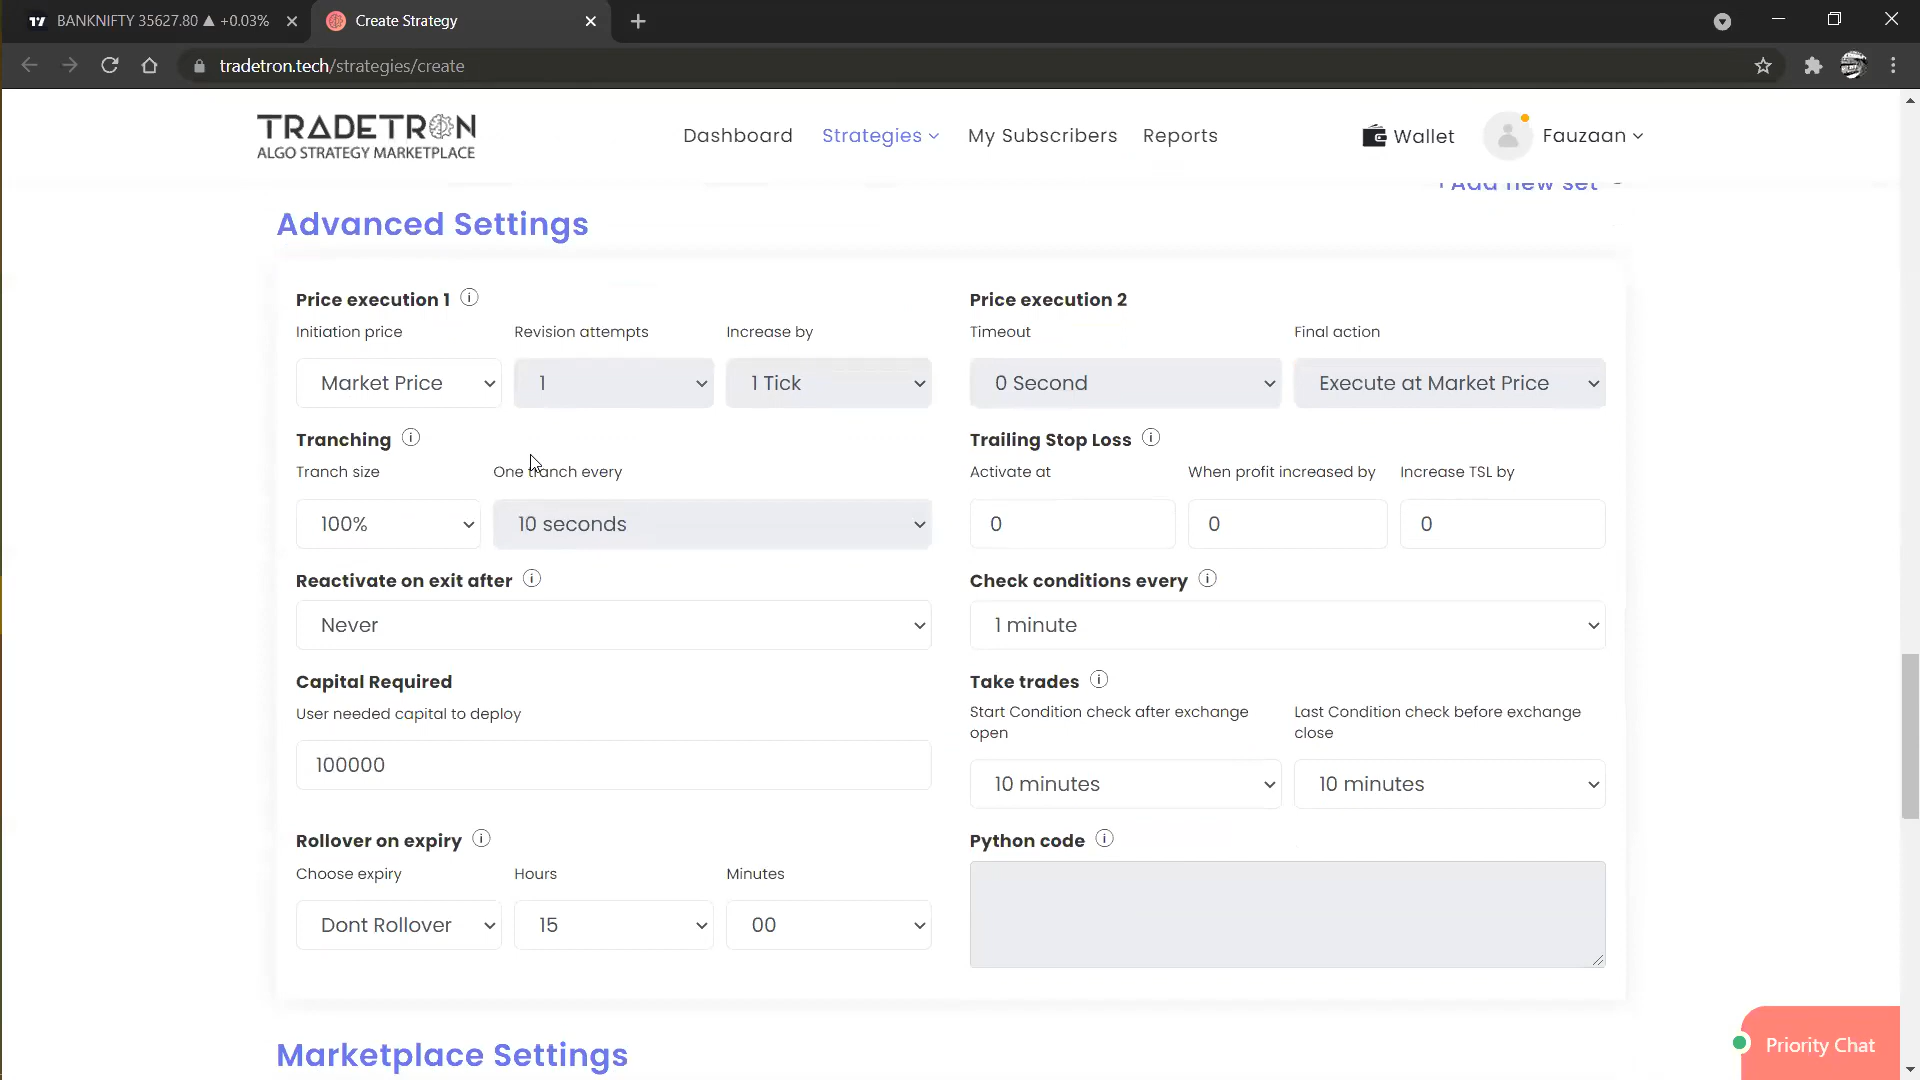 BANKNIFTY 35627.80 ▲ +0.03%
Create Strategy
tradetron.tech/strategies/create
TRADETRON
ALGO STRATEGY MARKETPLACE
Dashboard
Strategies
My Subscribers
Reports
Wallet
Fauzaan
Add new set
Advanced Settings
Price execution 1
Initiation price
Revision attempts
Increase by
Market Price
1
1 Tick
Price execution 2
Timeout
Final action
0 Second
Execute at Market Price
Tranching
Tranch size
One tranch every
100%
10 seconds
Trailing Stop Loss
Activate at
When profit increased by
Increase TSL by
0
0
0
Reactivate on exit after
Never
Check conditions every
1 minute
Capital Required
User needed capital to deploy
100000
Take trades
Start Condition check after exchange
open
Last Condition check before exchange
close
10 minutes
10 minutes
Rollover on expiry
Choose expiry
Hours
Minutes
Dont Rollover
15
00
Python code
Marketplace Settings
Priority Chat